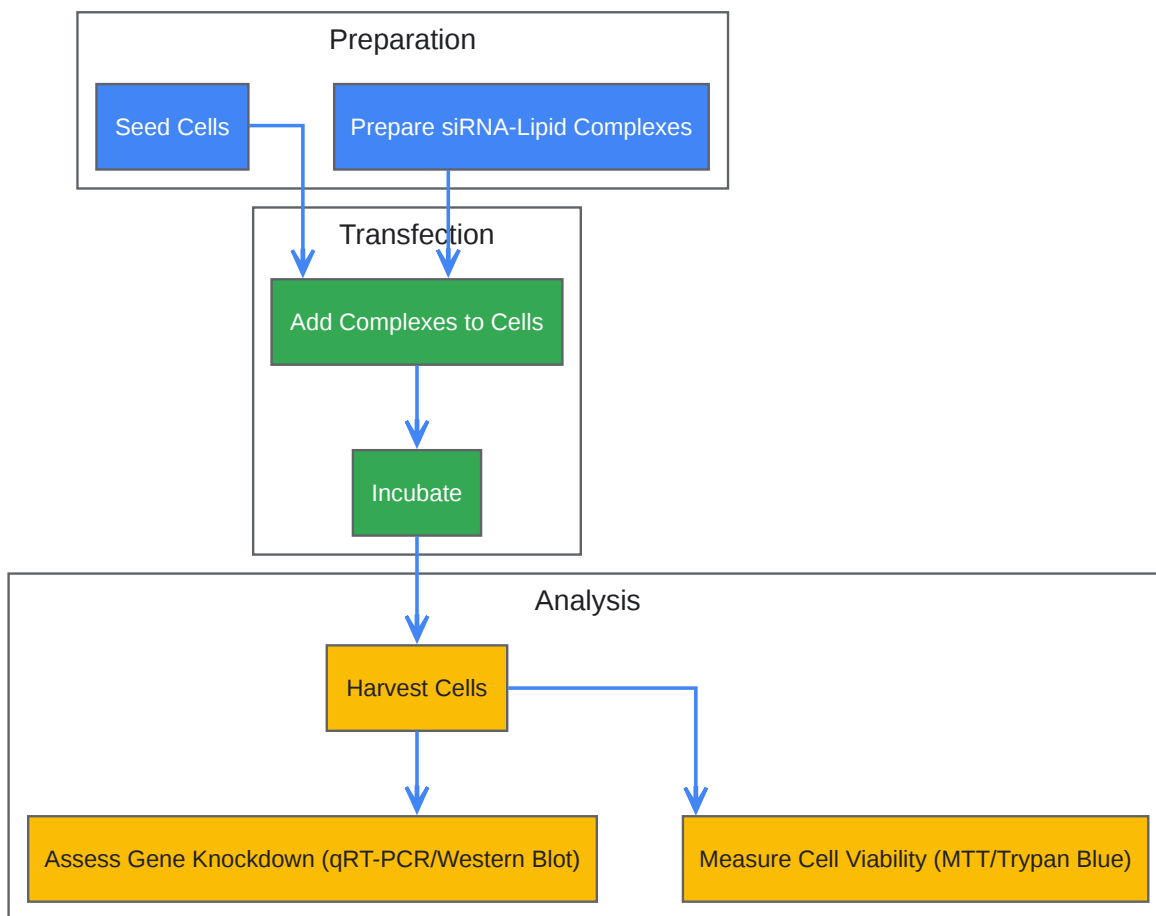 Preparation
Seed Cells
Prepare siRNA-Lipid Complexes
Transfection
Add Complexes to Cells
Incubate
Analysis
Harvest Cells
Assess Gene Knockdown (qRT-PCR/Western Blot)
Measure Cell Viability (MTT/Trypan Blue)